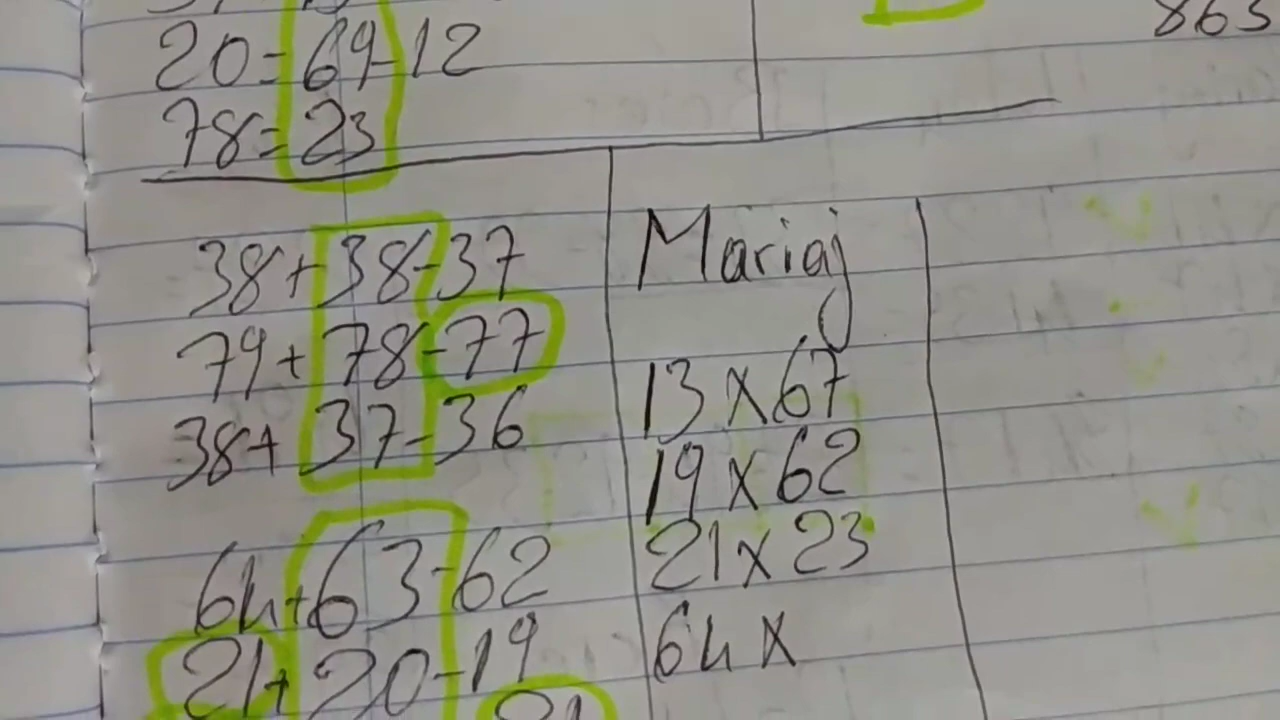 20=69-12
78=23
863
38+38-37
79+78-77
38+37-36
64+63-62
21+20-19
Mariaj
13x67
19x62
21x23
64x